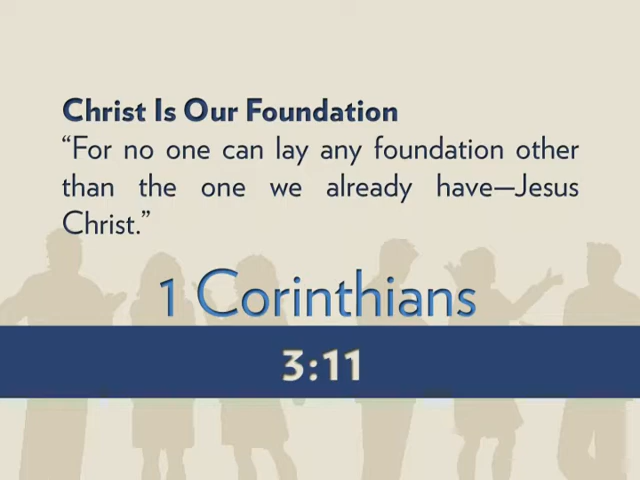 Christ Is Our Foundation
“For no one can lay any foundation other
than the one we already have—Jesus
Christ.”
1 Corinthians
3:11